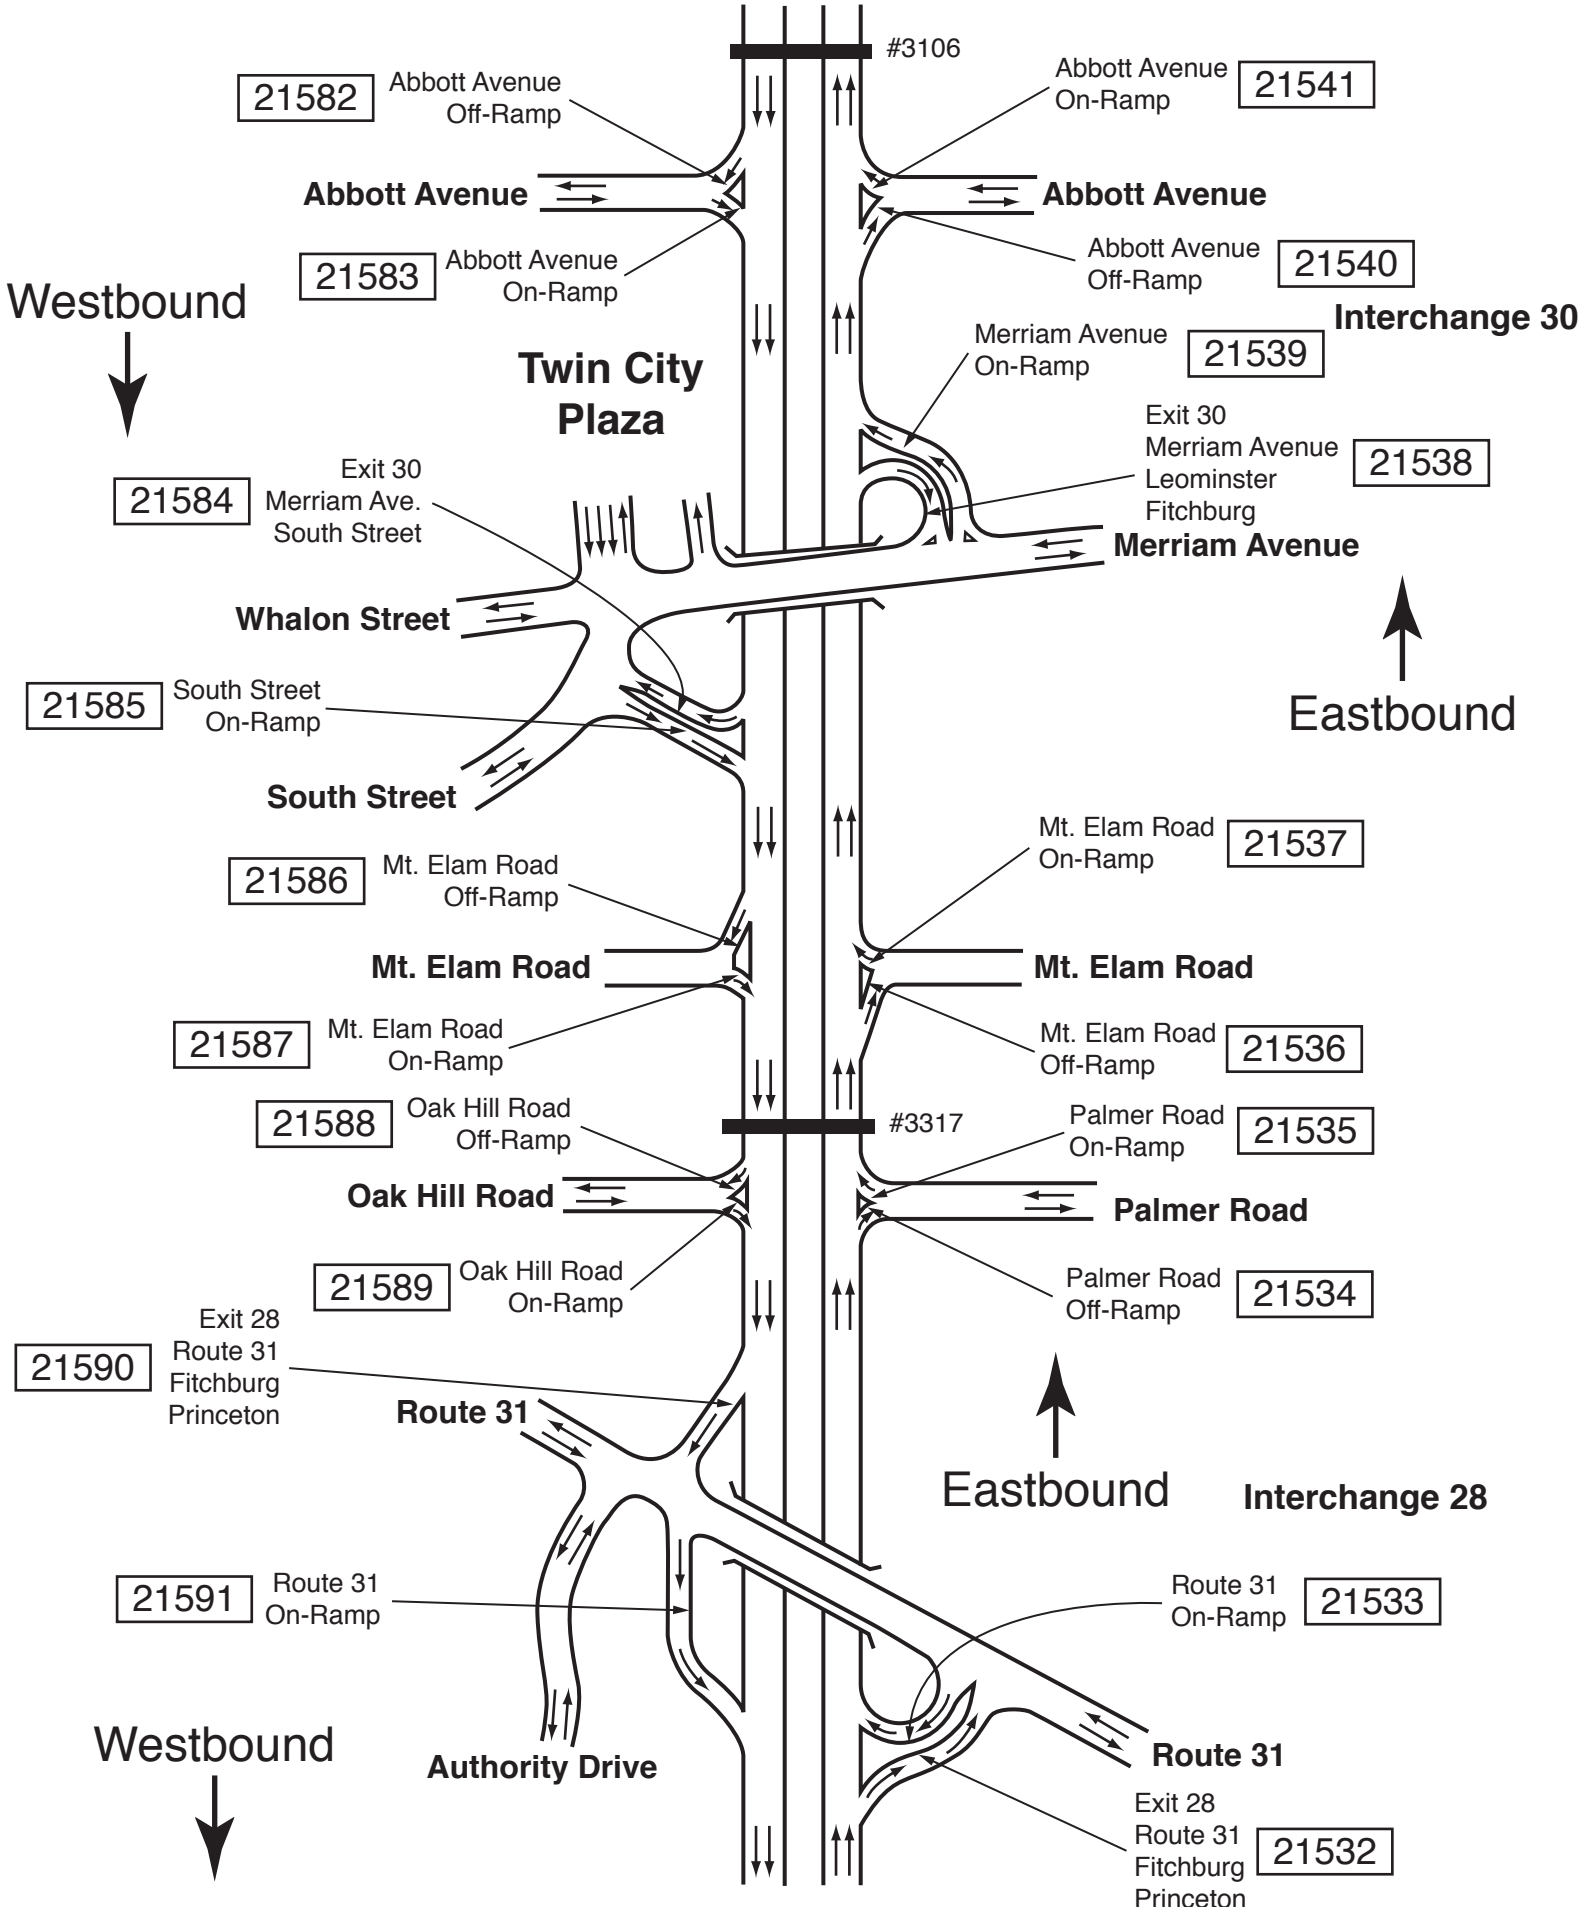 #3106
21582
Abbott Avenue
Off-Ramp
Abbott Avenue
On-Ramp
21541
Abbott Avenue
Abbott Avenue
21583
Abbott Avenue
On-Ramp
Abbott Avenue
Off-Ramp
21540
Westbound
Interchange 30
Twin City
Plaza
Merriam Avenue
On-Ramp
21539
Exit 30
Merriam Avenue
Leominster
Fitchburg
21538
21584
Exit 30
Merriam Ave.
South Street
Merriam Avenue
Whalon Street
21585
South Street
On-Ramp
Eastbound
South Street
Mt. Elam Road
On-Ramp
21537
21586
Mt. Elam Road
Off-Ramp
Mt. Elam Road
Mt. Elam Road
21587
Mt. Elam Road
On-Ramp
Mt. Elam Road
Off-Ramp
21536
21588
Oak Hill Road
Off-Ramp
#3317
Palmer Road
On-Ramp
21535
Oak Hill Road
Palmer Road
21589
Oak Hill Road
On-Ramp
Palmer Road
Off-Ramp
21534
21590
Exit 28
Route 31
Fitchburg
Princeton
Route 31
Eastbound
Interchange 28
21591
Route 31
On-Ramp
Route 31
On-Ramp
21533
Westbound
Authority Drive
Route 31
Exit 28
Route 31
Fitchburg
Princeton
21532